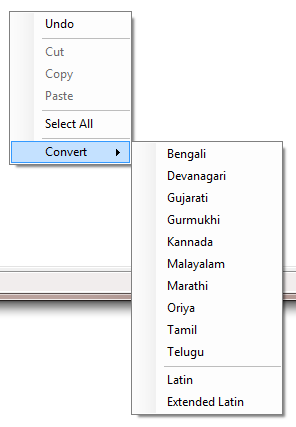 Undo
Cut
Copy
Paste
Select All
Convert
Bengali
Devanagari
Gujarati
Gurmukhi
Kannada
Malayalam
Marathi
Oriya
Tamil
Telugu
Latin
Extended Latin